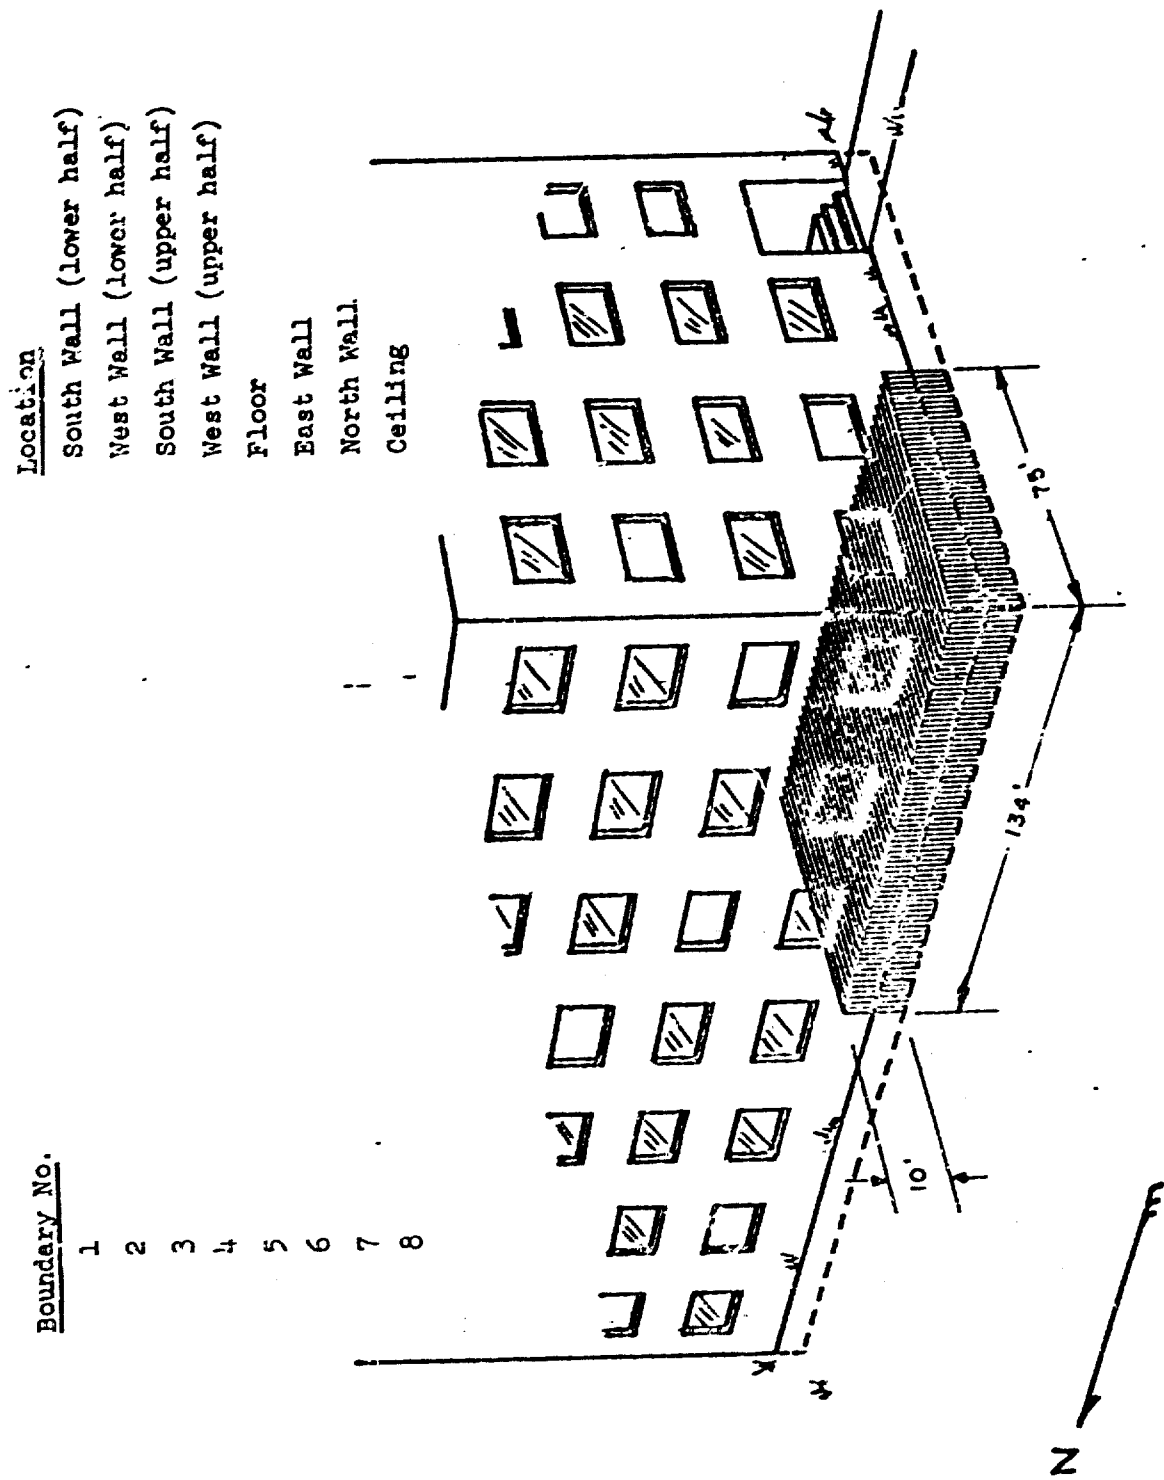 Boundary No. Location
1 South Wall (lower half)
2 West Wall (lower half)
3 South Wall (upper half)
4 West Wall (upper half)
5 Floor
6 East Wall
7 North Wall
8 Ceiling
10'
134'
75'
N